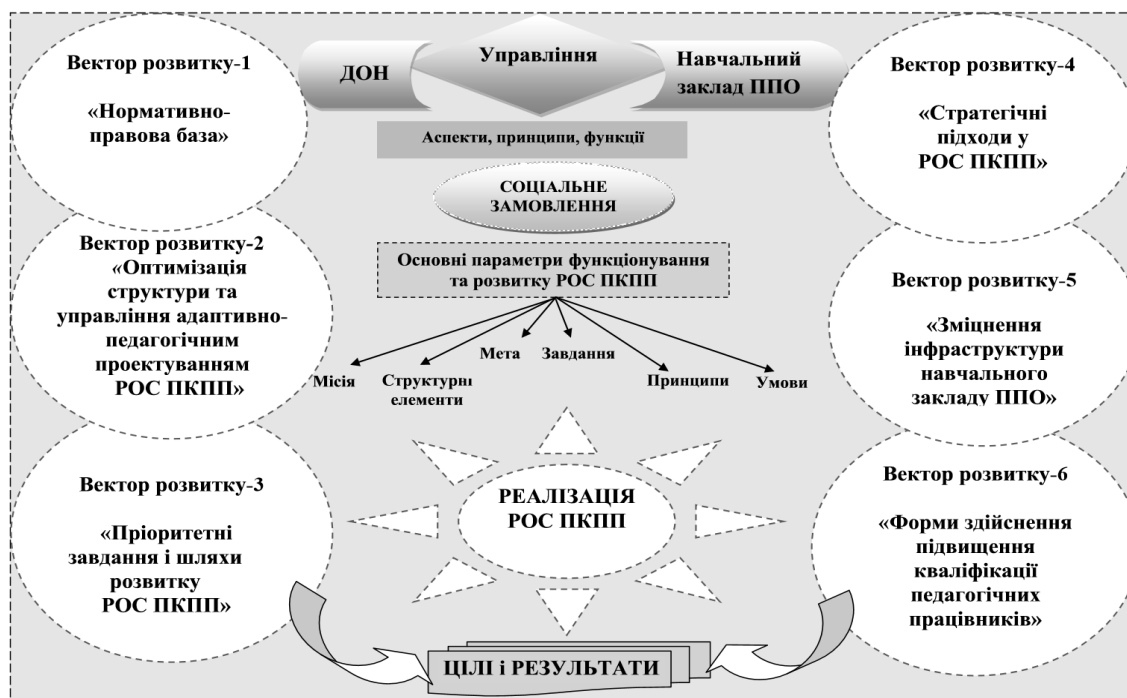 Вектор розвитку-1
«Нормативно-
правова база»
Вектор розвитку-2
«Оптимізація
структури та
управління адаптивно-
педагогічним
проектуванням
РОС ПКПП»
Вектор розвитку-3
«Пріоритетні
завдання і шляхи
розвитку
РОС ПКПП»
ДОН
Управління
Навчальний
заклад ППО
Аспекти, принципи, функції
СОЦІАЛЬНЕ
ЗАМОВЛЕННЯ
Основні параметри функціонування
та розвитку РОС ПКПП
Місія
Структурні
елементи
Мета
Завдання
Принципи
Умови
РЕАЛІЗАЦІЯ
РОС ПКПП
ЦІЛІ і РЕЗУЛЬТАТИ
Вектор розвитку-4
«Стратегічні
підходи у
РОС ПКПП»
Вектор розвитку-5
«Зміцнення
інфраструктури
навчального
закладу ППО»
Вектор розвитку-6
«Форми здійснення
підвищення
кваліфікації
педагогічних
працівників»